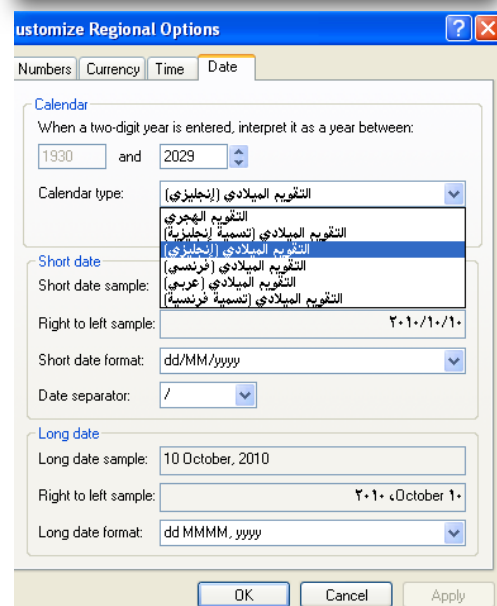 ustomize Regional Options
Numbers Currency Time Date
Calendar
When a two-digit year is entered, interpret it as a year between:
1930 and 2029
Calendar type: التقويم الميلادي (إنجليزي)
التقويم الهجري
التقويم الميلادي (تسمية إنجليزية)
التقويم الميلادي (إنجليزي)
Short date
التقويم الميلادي (فرنسي)
Short date sample: التقويم الميلادي (عربي)
التقويم الميلادي (تسمية فرنسية)
Right to left sample: ٢٠١٠/١٠/١٠
Short date format: dd/MM/yyyy
Date separator: /
Long date
Long date sample: 10 October, 2010
Right to left sample: ٢٠١٠ ،October ١٠
Long date format: dd MMMM, yyyy
OK Cancel Apply